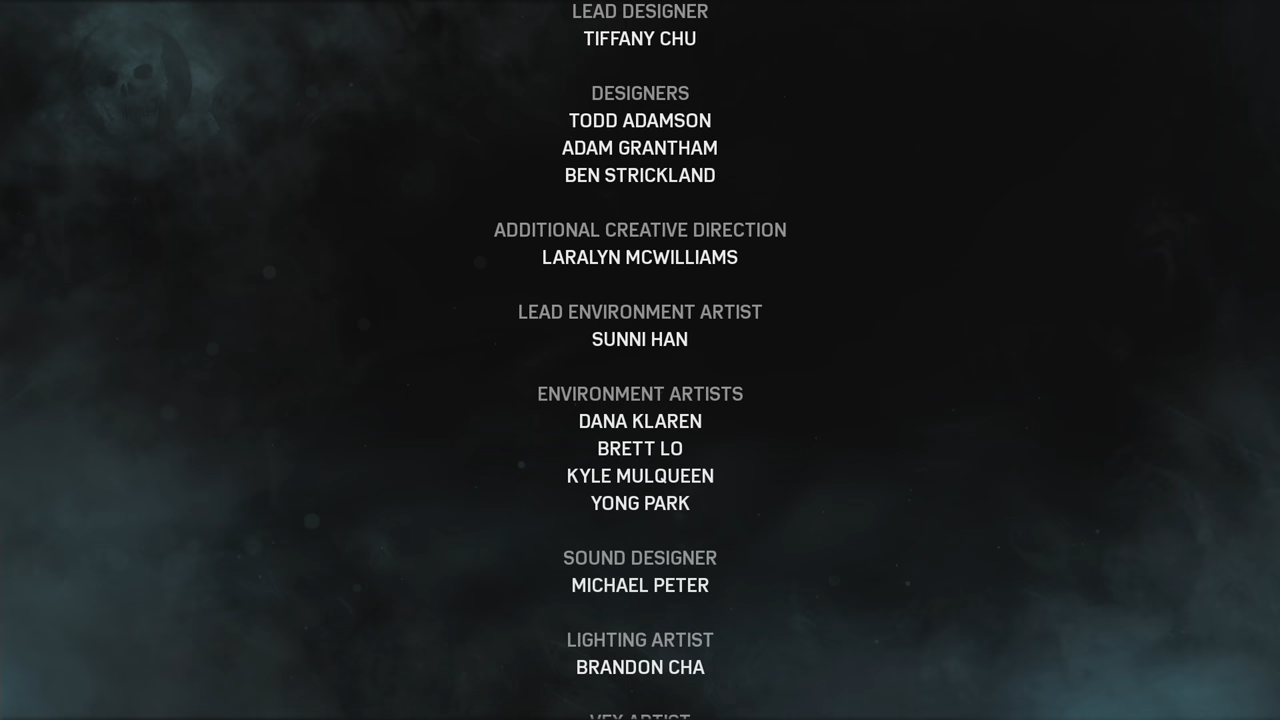 LEAD DESIGNER
TIFFANY CHU
DESIGNERS
TODD ADAMSON
ADAM GRANTHAM
BEN STRICKLAND
ADDITIONAL CREATIVE DIRECTION
LARALYN MCWILLIAMS
LEAD ENVIRONMENT ARTIST
SUNNI HAN
ENVIRONMENT ARTISTS
DANA KLAREN
BRETT LO
KYLE MULQUEEN
YONG PARK
SOUND DESIGNER
MICHAEL PETER
LIGHTING ARTIST
BRANDON CHA
VFX ARTIST